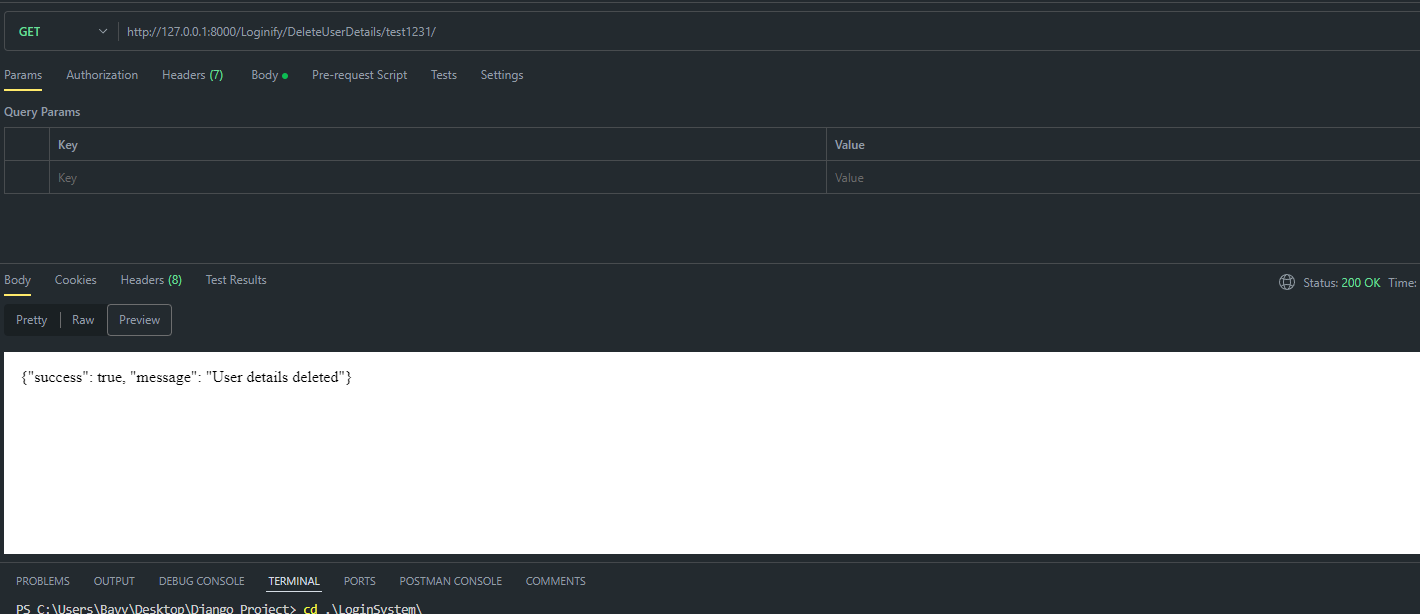 GET http://127.0.0.1:8000/Loginify/DeleteUserDetails/test1231/
Params Authorization Headers (7) Body Pre-request Script Tests Settings
Query Params
Key Value
Key Value
Body Cookies Headers (8) Test Results Status: 200 OK Time:
Pretty Raw Preview
{"success": true, "message": "User details deleted"}
PROBLEMS OUTPUT DEBUG CONSOLE TERMINAL PORTS POSTMAN CONSOLE COMMENTS
PS C:\Users\Bavy\Desktop\Django Project> cd .\LoginSystem\